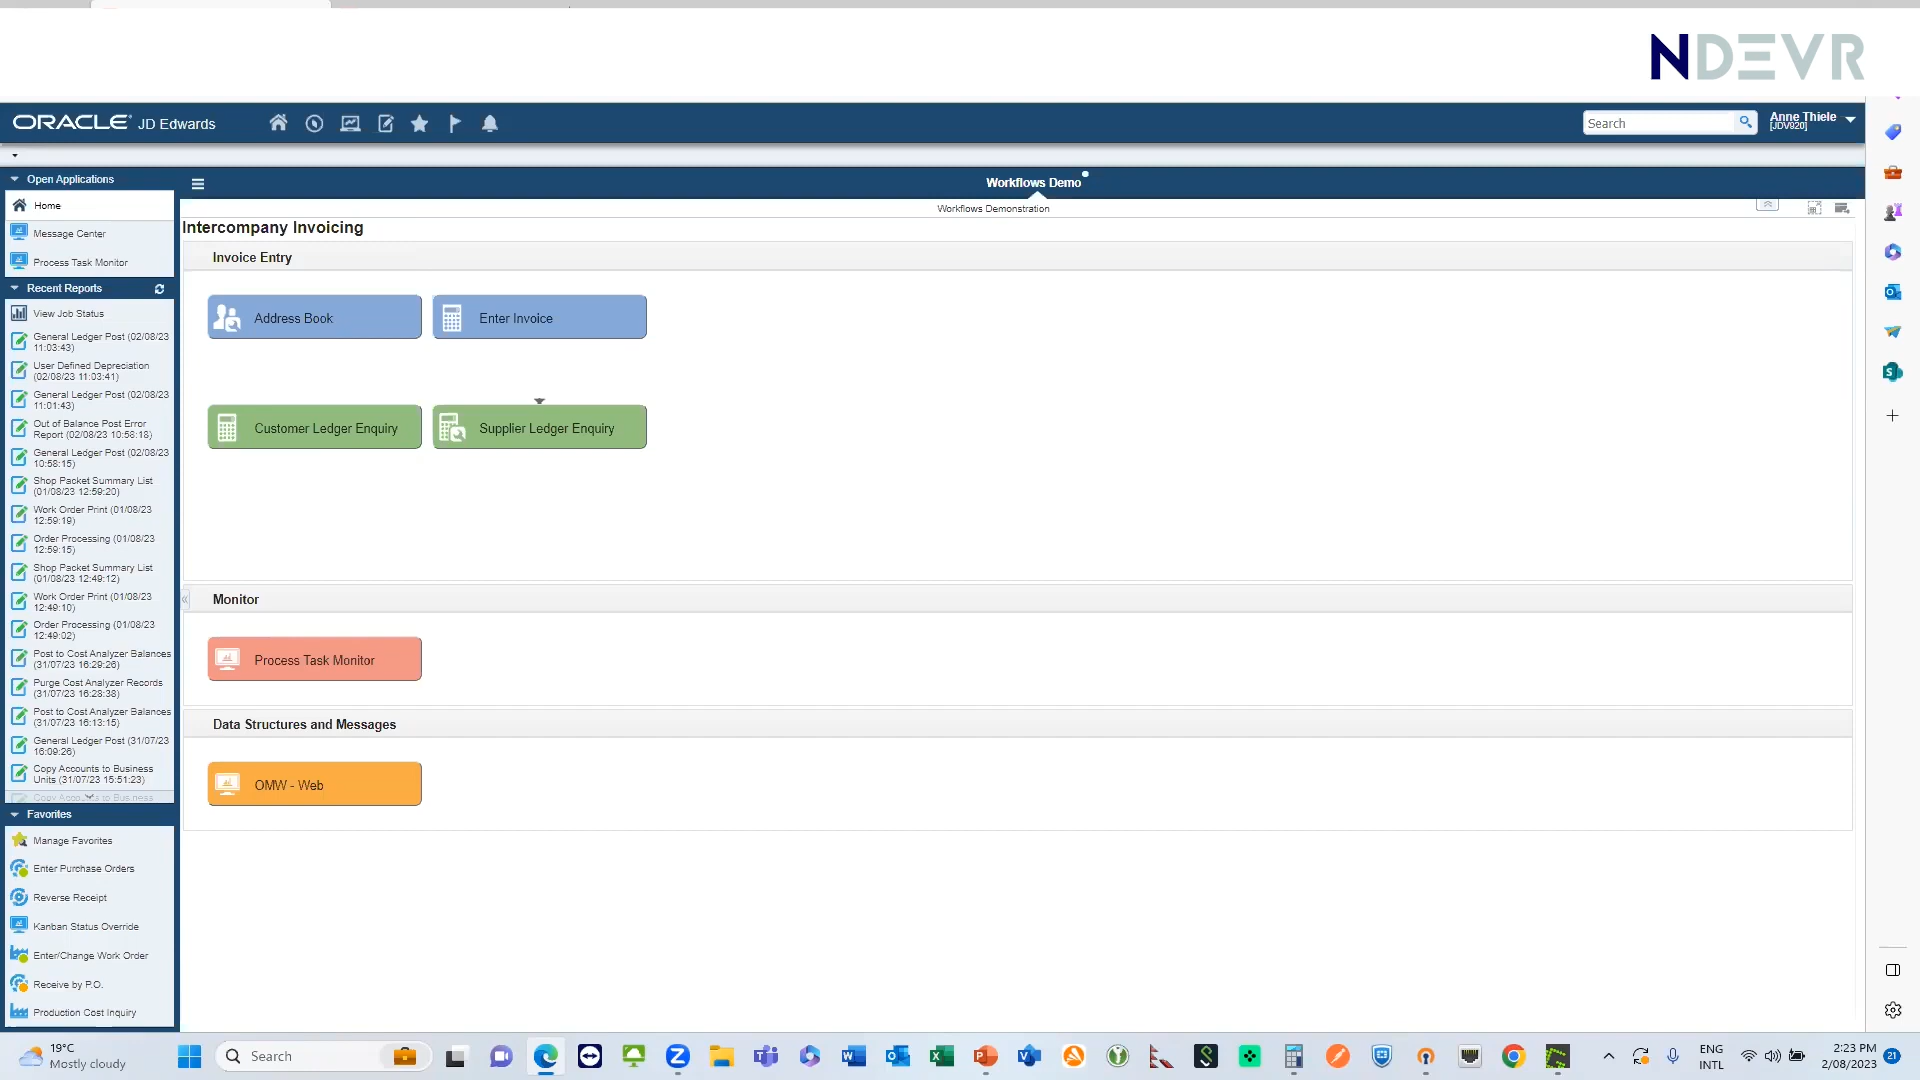 NDEVR
ORACLE JD Edwards
Search
Anne Thiele
[JDV920]
Open Applications
Home
Message Center
Process Task Monitor
Recent Reports
View Job Status
General Ledger Post (02/08/23
11:03:43)
User Defined Depreciation
(02/08/23 11:03:41)
General Ledger Post (02/08/23
11:01:43)
Out of Balance Post Error
Report (02/08/23 10:58:18)
General Ledger Post (02/08/23
10:58:15)
Shop Packet Summary List
(01/08/23 12:59:20)
Work Order Print (01/08/23
12:59:19)
Order Processing (01/08/23
12:59:15)
Shop Packet Summary List
(01/08/23 12:49:12)
Work Order Print (01/08/23
12:49:10)
Order Processing (01/08/23
12:49:02)
Post to Cost Analyzer Balances
(31/07/23 16:29:26)
Purge Cost Analyzer Records
(31/07/23 16:28:38)
Post to Cost Analyzer Balances
(31/07/23 16:13:15)
General Ledger Post (31/07/23
16:09:26)
Copy Accounts to Business
Units (31/07/23 15:51:23)
Copy Accounts to Business
Favorites
Manage Favorites
Enter Purchase Orders
Reverse Receipt
Kanban Status Override
Enter/Change Work Order
Receive by P.O.
Production Cost Inquiry
Workflows Demo
Workflows Demonstration
Intercompany Invoicing
Invoice Entry
Address Book
Enter Invoice
Customer Ledger Enquiry
Supplier Ledger Enquiry
Monitor
Process Task Monitor
Data Structures and Messages
OMW - Web
19°C
Mostly cloudy
Search
ENG
INTL
2:23 PM
2/08/2023
21